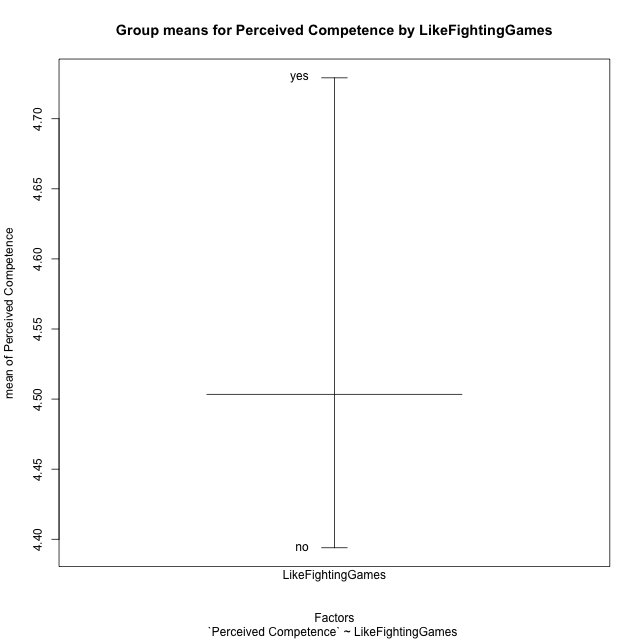 Group means for Perceived Competence by LikeFightingGames
yes
4.70
4.65
4.60
4.55
4.50
4.45
4.40
mean of Perceived Competence
no
LikeFightingGames
Factors
`Perceived Competence` ~ LikeFightingGames